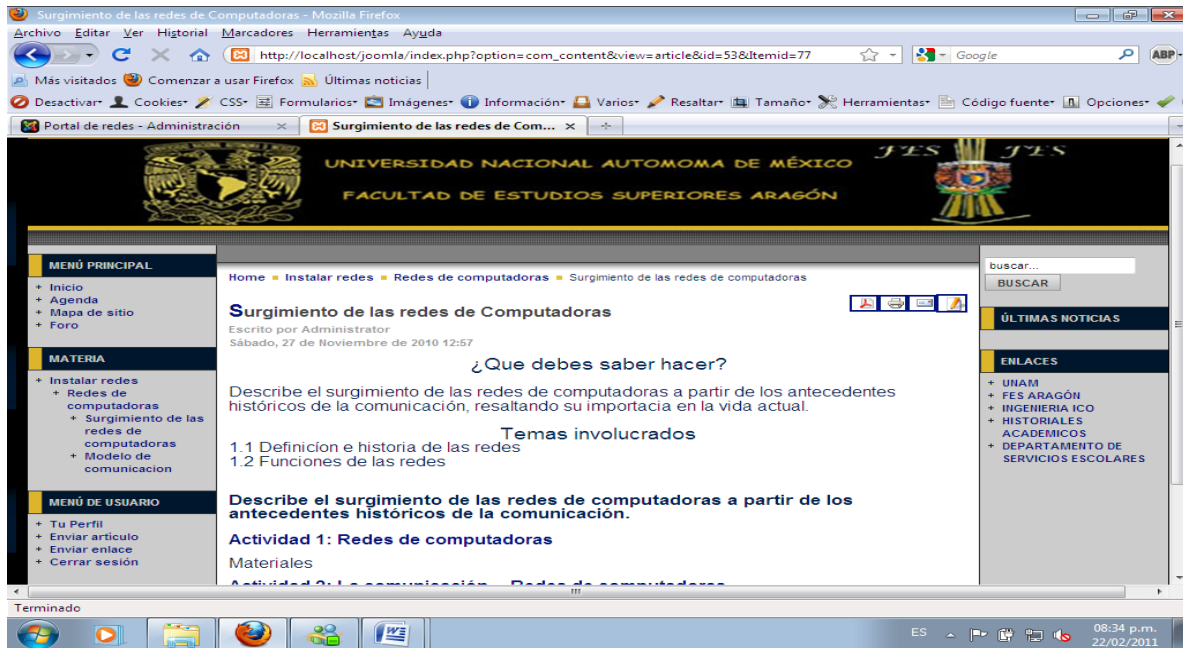 Surgimiento de las redes de Computadoras - Mozilla Firefox
Archivo Editar Ver Historial Marcadores Herramientas Ayuda
http://localhost/joomla/index.php?option=com_content&view=article&id=53&Itemid=77
Google
ABP
Más visitados Comenzar a usar Firefox Últimas noticias
Desactivar Cookies CSS Formularios Imágenes Información Varios Resaltar Tamaño Herramientas Código fuente Opciones
Portal de redes - Administración
Surgimiento de las redes de Com...
UNIVERSIDAD NACIONAL AUTOMOMA DE MÉXICO
FACULTAD DE ESTUDIOS SUPERIORES ARAGÓN
FES FES
MENÚ PRINCIPAL
+ Inicio
+ Agenda
+ Mapa de sitio
+ Foro
MATERIA
+ Instalar redes
+ Redes de
computadoras
+ Surgimiento de las
redes de
computadoras
+ Modelo de
comunicacion
MENÚ DE USUARIO
+ Tu Perfil
+ Enviar articulo
+ Enviar enlace
+ Cerrar sesión
Home Instalar redes Redes de computadoras Surgimiento de las redes de computadoras
Surgimiento de las redes de Computadoras
Escrito por Administrator
Sábado, 27 de Noviembre de 2010 12:57
¿Que debes saber hacer?
Describe el surgimiento de las redes de computadoras a partir de los antecedentes
históricos de la comunicación, resaltando su importacia en la vida actual.
Temas involucrados
1.1 Definicíon e historia de las redes
1.2 Funciones de las redes
Describe el surgimiento de las redes de computadoras a partir de los
antecedentes históricos de la comunicación.
Actividad 1: Redes de computadoras
Materiales
Actividad 2: La comunicación - Redes de computadoras
buscar...
BUSCAR
ÚLTIMAS NOTICIAS
ENLACES
+ UNAM
+ FES ARAGÓN
+ INGENIERIA ICO
+ HISTORIALES
ACADEMICOS
+ DEPARTAMENTO DE
SERVICIOS ESCOLARES
Terminado
ES
08:34 p.m.
22/02/2011